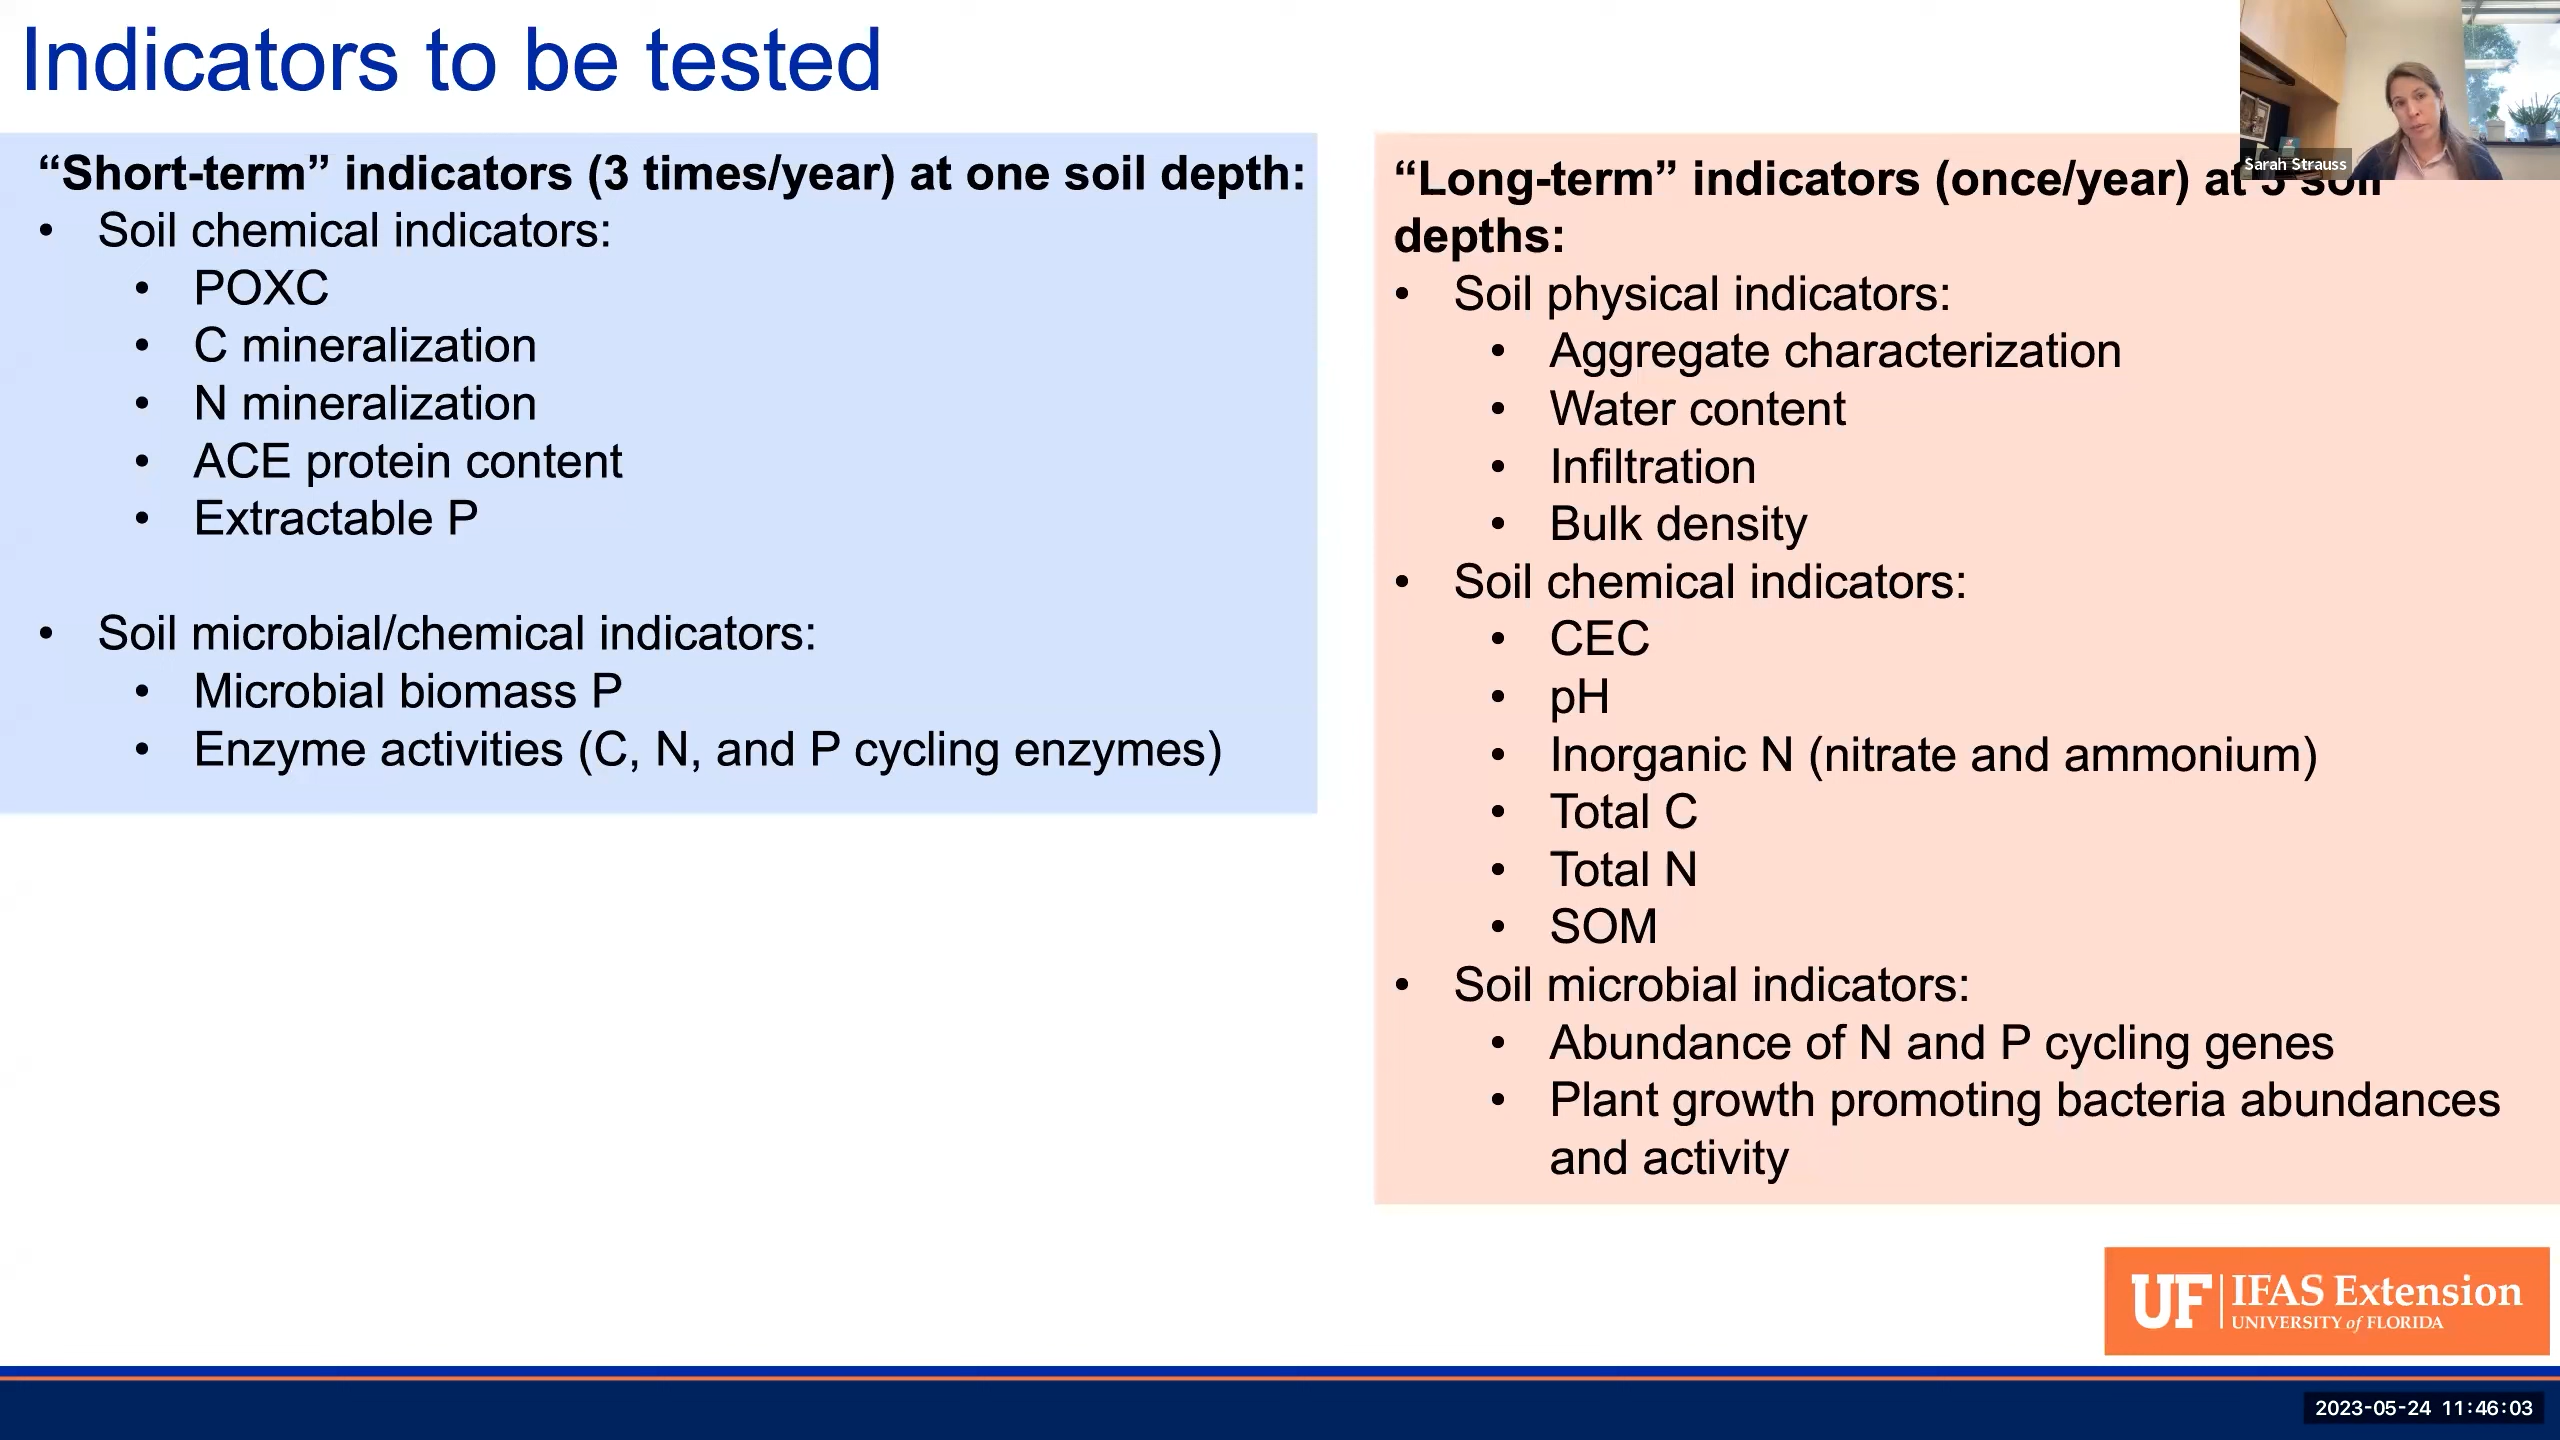 Indicators to be tested
“Short-term” indicators (3 times/year) at one soil depth:
• Soil chemical indicators:
• POXC
• C mineralization
• N mineralization
• ACE protein content
• Extractable P
• Soil microbial/chemical indicators:
• Microbial biomass P
• Enzyme activities (C, N, and P cycling enzymes)
Sarah Strauss
“Long-term” indicators (once/year) at 3 soil
depths:
• Soil physical indicators:
• Aggregate characterization
• Water content
• Infiltration
• Bulk density
• Soil chemical indicators:
• CEC
• pH
• Inorganic N (nitrate and ammonium)
• Total C
• Total N
• SOM
• Soil microbial indicators:
• Abundance of N and P cycling genes
• Plant growth promoting bacteria abundances
and activity
UF IFAS Extension
UNIVERSITY of FLORIDA
2023-05-24 11:46:03